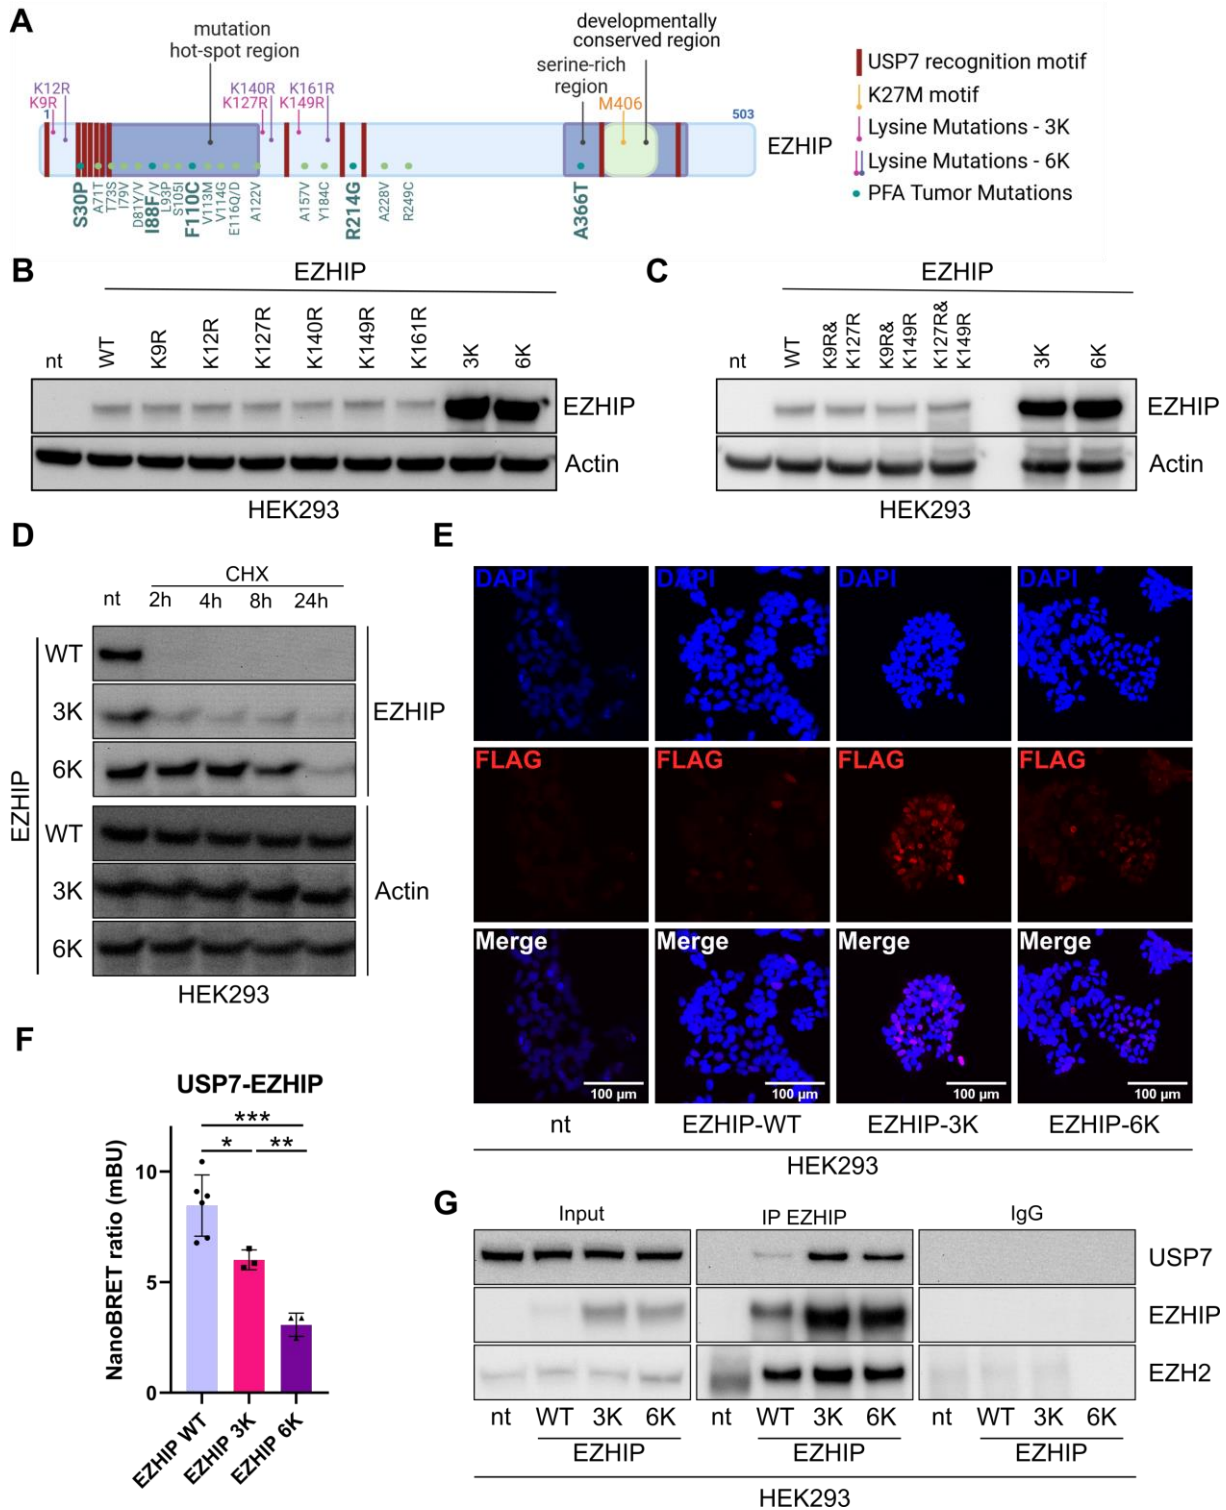 A
mutation
hot-spot region
developmentally
conserved region
serine-rich
region
K12R
K9R
K140R
K127R
K161R
K149R
M406
1
503
EZHIP
USP7 recognition motif
K27M motif
Lysine Mutations - 3K
Lysine Mutations - 6K
PFA Tumor Mutations
S30P
A71T
T73S
I79V
D81Y/V
I88F/V
L93P
S105I
F110C
V113M
V114G
E116Q/D
A122V
A157V
Y184C
R214G
A228V
R249C
A366T
B
EZHIP
nt
WT
K9R
K12R
K127R
K140R
K149R
K161R
3K
6K
EZHIP
Actin
HEK293
C
EZHIP
nt
WT
K9R&
K127R
K9R&
K149R
K127R&
K149R
3K
6K
EZHIP
Actin
HEK293
D
CHX
nt 2h 4h 8h 24h
EZHIP
WT
3K
6K
EZHIP
WT
3K
6K
Actin
HEK293
E
DAPI DAPI DAPI DAPI
FLAG FLAG FLAG FLAG
Merge Merge Merge Merge
100 µm 100 µm 100 µm 100 µm
nt EZHIP-WT EZHIP-3K EZHIP-6K
HEK293
F
USP7-EZHIP
***
* **
NanoBRET ratio (mBU)
10
5
0
EZHIP WT
EZHIP 3K
EZHIP 6K
G
Input IP EZHIP IgG
USP7
EZHIP
EZH2
nt WT 3K 6K nt WT 3K 6K nt WT 3K 6K
EZHIP EZHIP EZHIP
HEK293